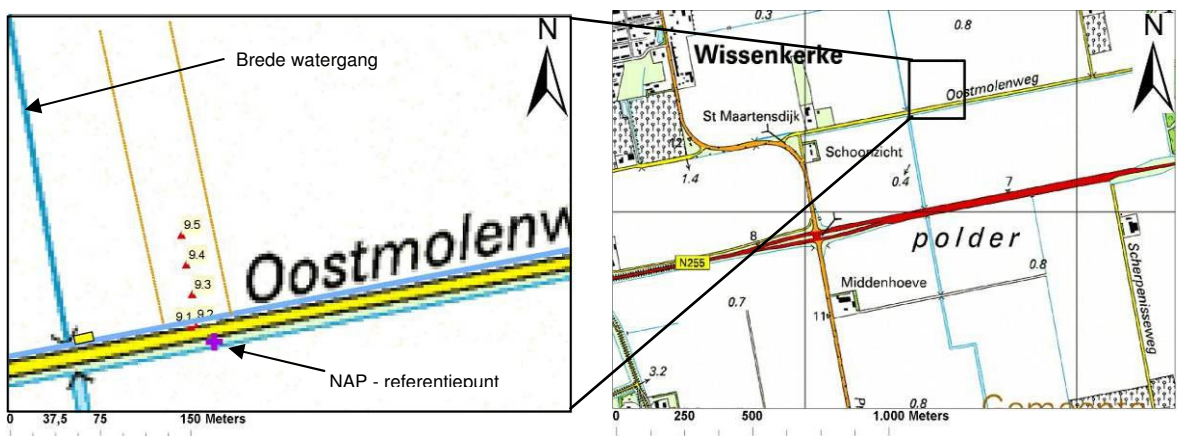 N
Brede watergang
9.5
9.4
9.3
9.1 9.2
Oostmolenw
NAP - referentiepunt
0 37,5 75 150 Meters
0.3
0.8
N
Wissenkerke
Oostmolenweg
St Maartensdijk
12
Schoonzicht
1.4
0.4
7
8
polder
N255
0.8
Middenhoeve
Scherpenisseweg
0.7
11
3.2
0.8
0 250 500 1.000 Meters